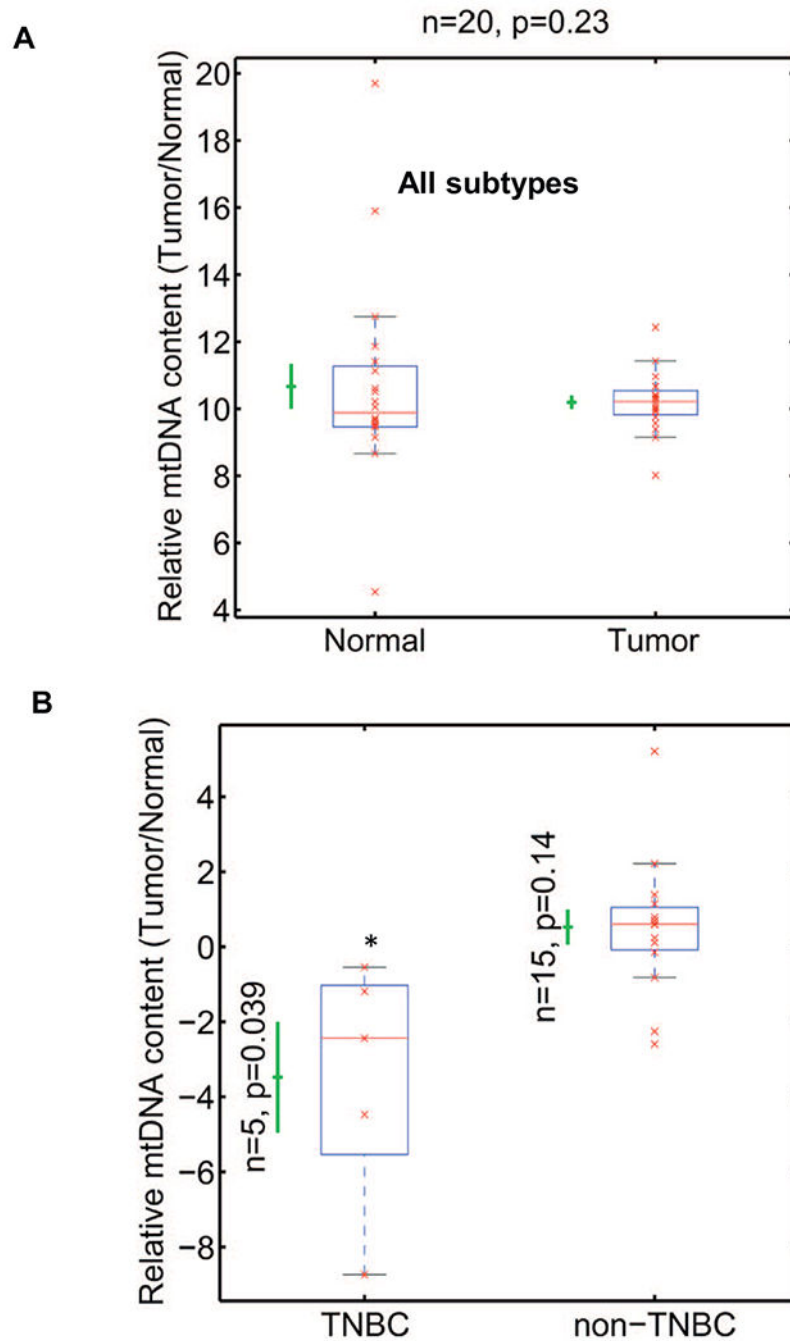 A
n=20, p=0.23
Relative mtDNA content (Tumor/Normal)
20
18
16
14
12
10
8
6
4
All subtypes
Normal
Tumor
B
Relative mtDNA content (Tumor/Normal)
4
2
0
−2
−4
−6
−8
n=5, p=0.039
*
n=15, p=0.14
TNBC
non−TNBC